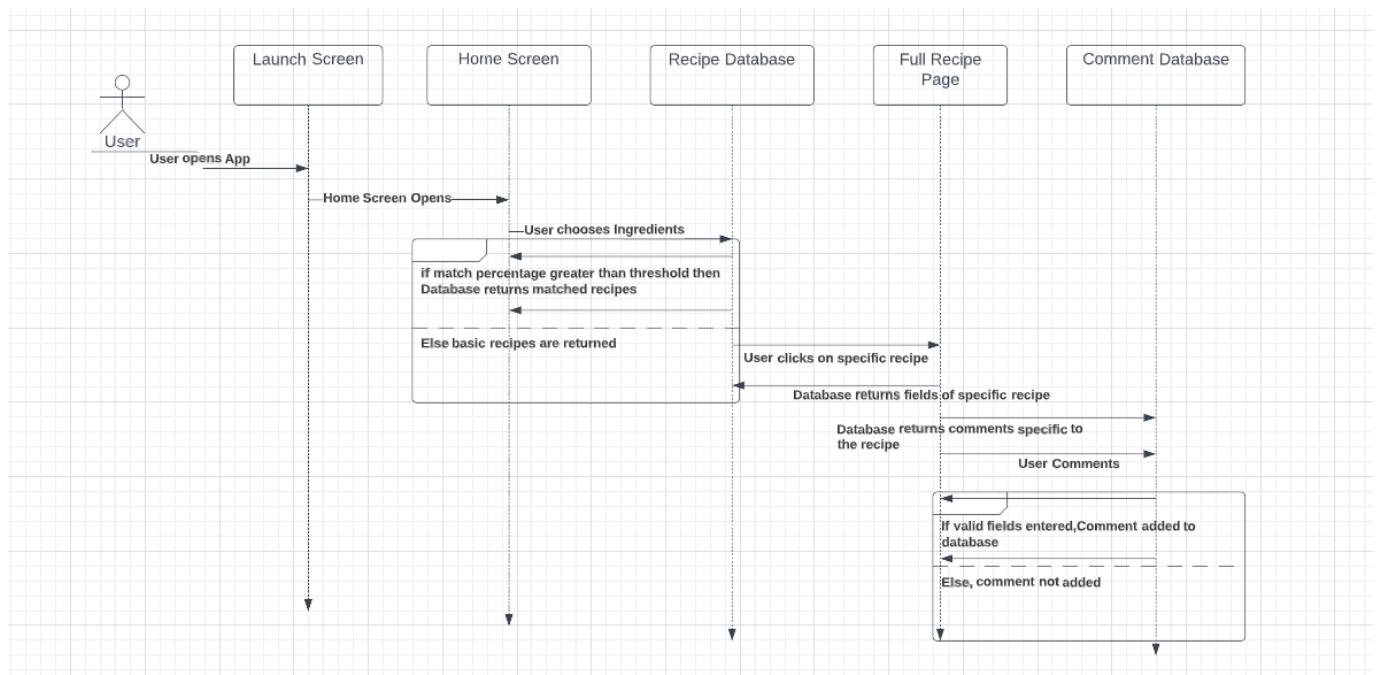 Launch Screen
Home Screen
Recipe Database
Full Recipe
Page
Comment Database
User
User opens App
Home Screen Opens
User chooses Ingredients
if match percentage greater than threshold then
Database returns matched recipes
Else basic recipes are returned
User clicks on specific recipe
Database returns fields of specific recipe
Database returns comments specific to
the recipe
User Comments
If valid fields entered,Comment added to
database
Else, comment not added